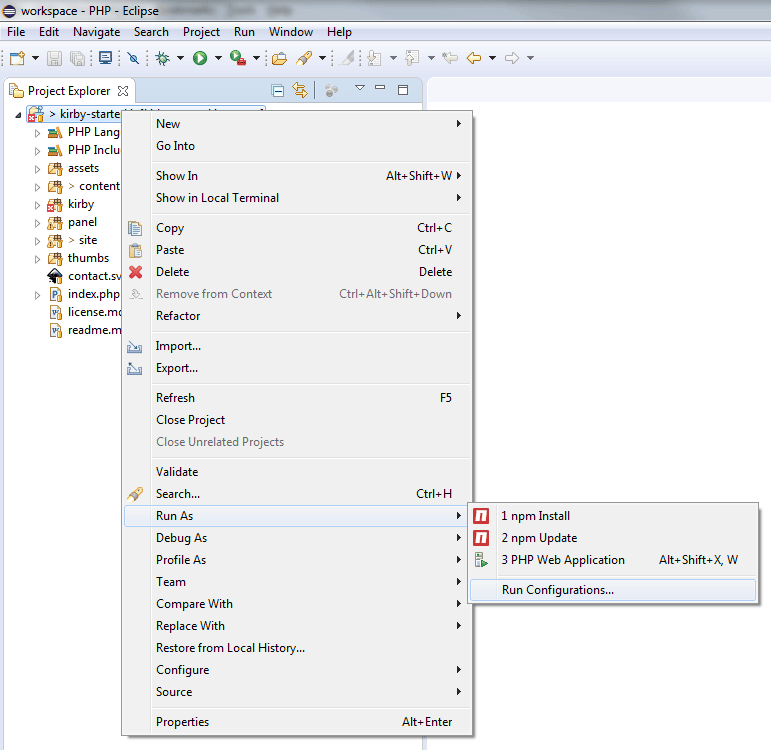 workspace - PHP - Eclipse
File Edit Navigate Search Project Run Window Help
Project Explorer
> kirby-starte
PHP Lang
PHP Inclu
assets
> content
kirby
panel
> site
thumbs
contact.sv
index.php
license.mc
readme.m
New
Go Into
Show In Alt+Shift+W
Show in Local Terminal
Copy Ctrl+C
Paste Ctrl+V
Delete Delete
Remove from Context Ctrl+Alt+Shift+Down
Refactor
Import...
Export...
Refresh F5
Close Project
Close Unrelated Projects
Validate
Search... Ctrl+H
Run As
Debug As
Profile As
Team
Compare With
Replace With
Restore from Local History...
Configure
Source
Properties Alt+Enter
1 npm Install
2 npm Update
3 PHP Web Application Alt+Shift+X, W
Run Configurations...